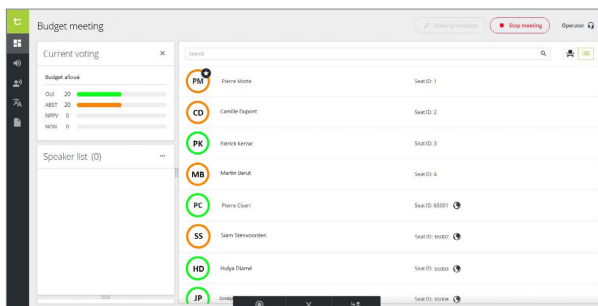 Budget meeting
Meeting template
Stop meeting
Operator
Current voting
Budget alloué
OUI 20
ABST 20
NPPV 0
NON 0
Speaker list (0)
Search
PM Pierre Motte Seat ID: 1
CD Camille Dupont Seat ID: 2
PK Patrick Kerzaz Seat ID: 3
MB Martin Berut Seat ID: 4
PC Pierre Cluarl Seat ID: 65001
SS Siam Stenvoorden Seat ID: 65002
HD Hulya Diamé Seat ID: 65003
JP Seat ID: 65004